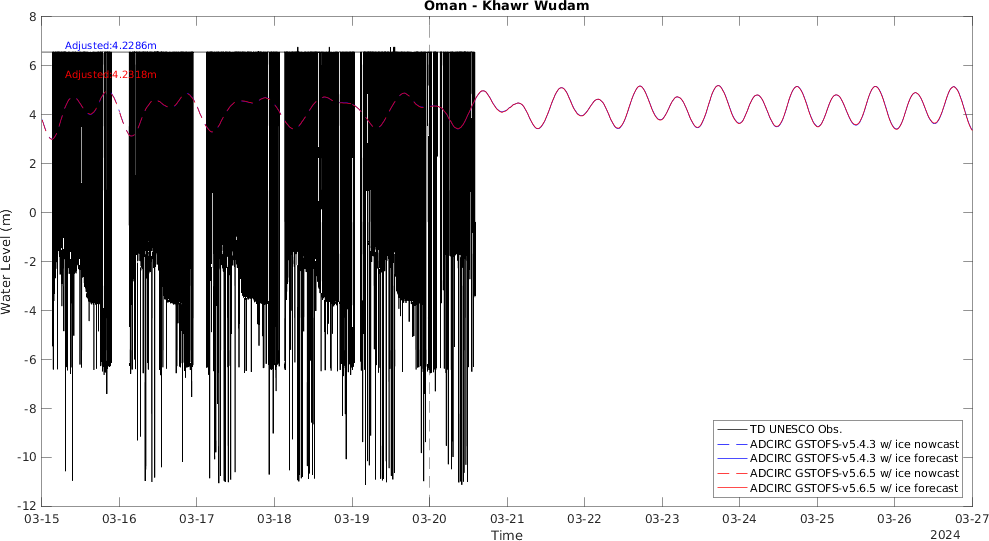 Oman - Khawr Wudam
Adjusted:4.2286m
Adjusted:4.2318m
8
6
4
2
0
-2
-4
-6
-8
-10
-12
Water Level (m)
TD UNESCO Obs.
ADCIRC GSTOFS-v5.4.3 w/ ice nowcast
ADCIRC GSTOFS-v5.4.3 w/ ice forecast
ADCIRC GSTOFS-v5.6.5 w/ ice nowcast
ADCIRC GSTOFS-v5.6.5 w/ ice forecast
03-15 03-16 03-17 03-18 03-19 03-20 03-21 03-22 03-23 03-24 03-25 03-26 03-27
Time
2024